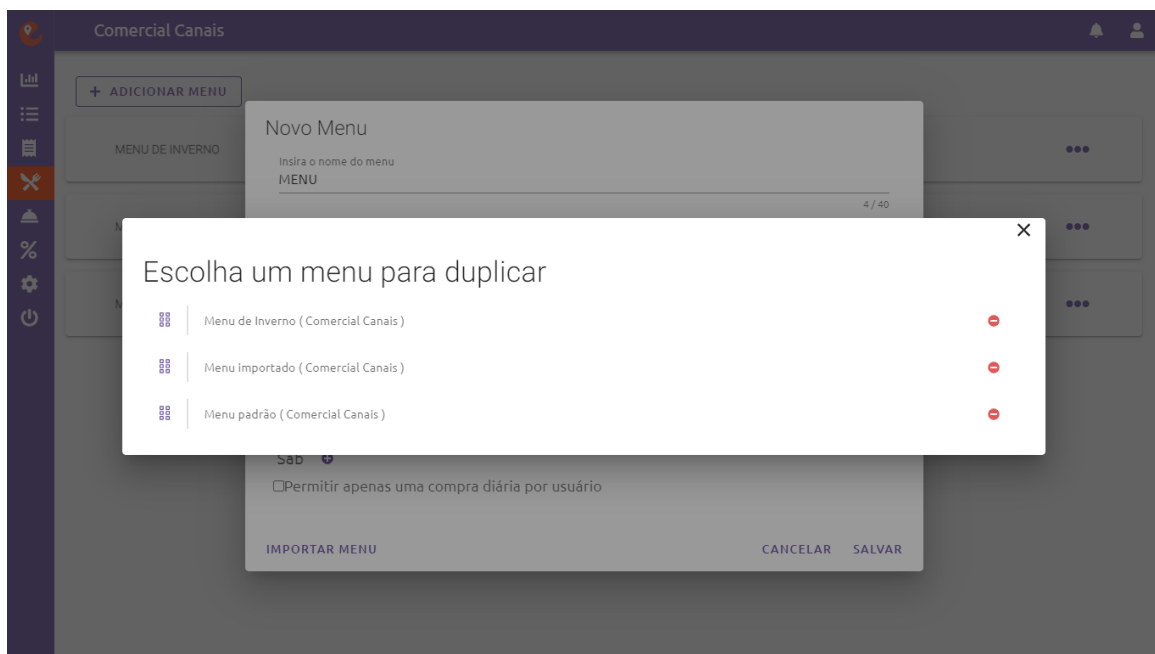 Comercial Canais
+ ADICIONAR MENU
Novo Menu
MENU DE INVERNO
Insira o nome do menu
MENU
4 / 40
Escolha um menu para duplicar
Menu de Inverno ( Comercial Canais )
Menu importado ( Comercial Canais )
Menu padrão ( Comercial Canais )
Sáb
Permitir apenas uma compra diária por usuário
IMPORTAR MENU CANCELAR SALVAR